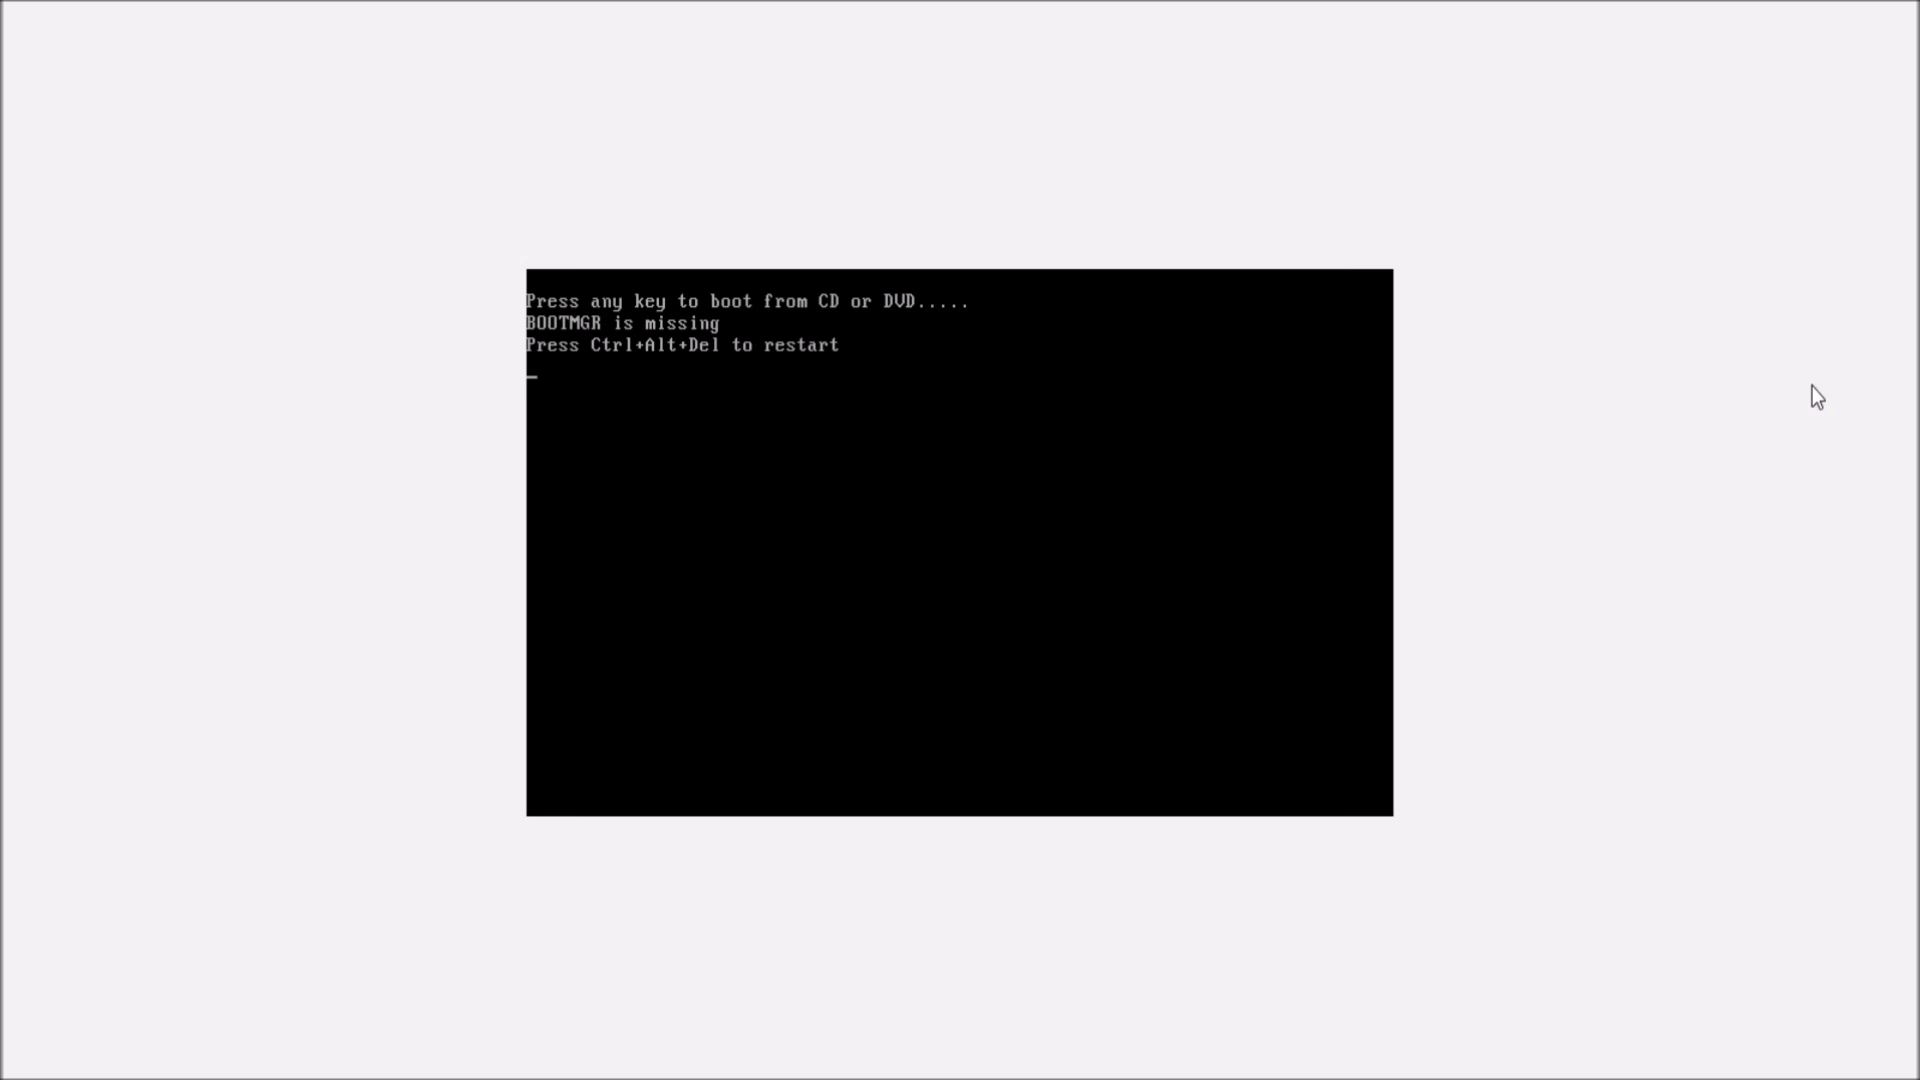 Press any key to boot from CD or DVD.....
BOOTMGR is missing
Press Ctrl+Alt+Del to restart
_